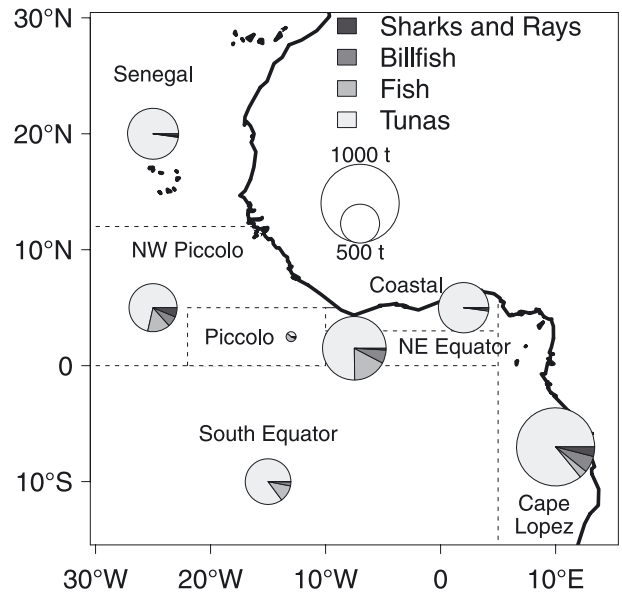 30°N
Sharks and Rays
Billfish
Fish
Tunas
Senegal
20°N
1000 t
500 t
10°N
NW Piccolo
Coastal
Piccolo
NE Equator
0
South Equator
10°S
Cape
Lopez
30°W 20°W 10°W 0 10°E